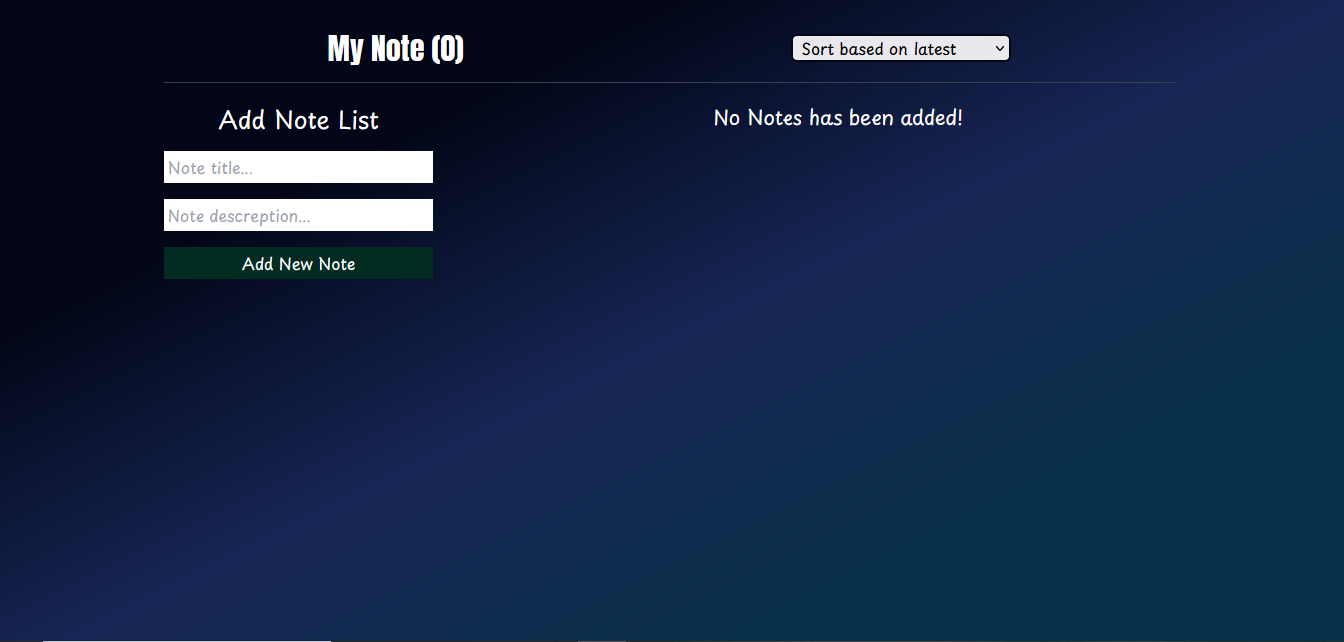 My Note (0)
Sort based on latest
Add Note List
No Notes has been added!
Note title...
Note descreption...
Add New Note